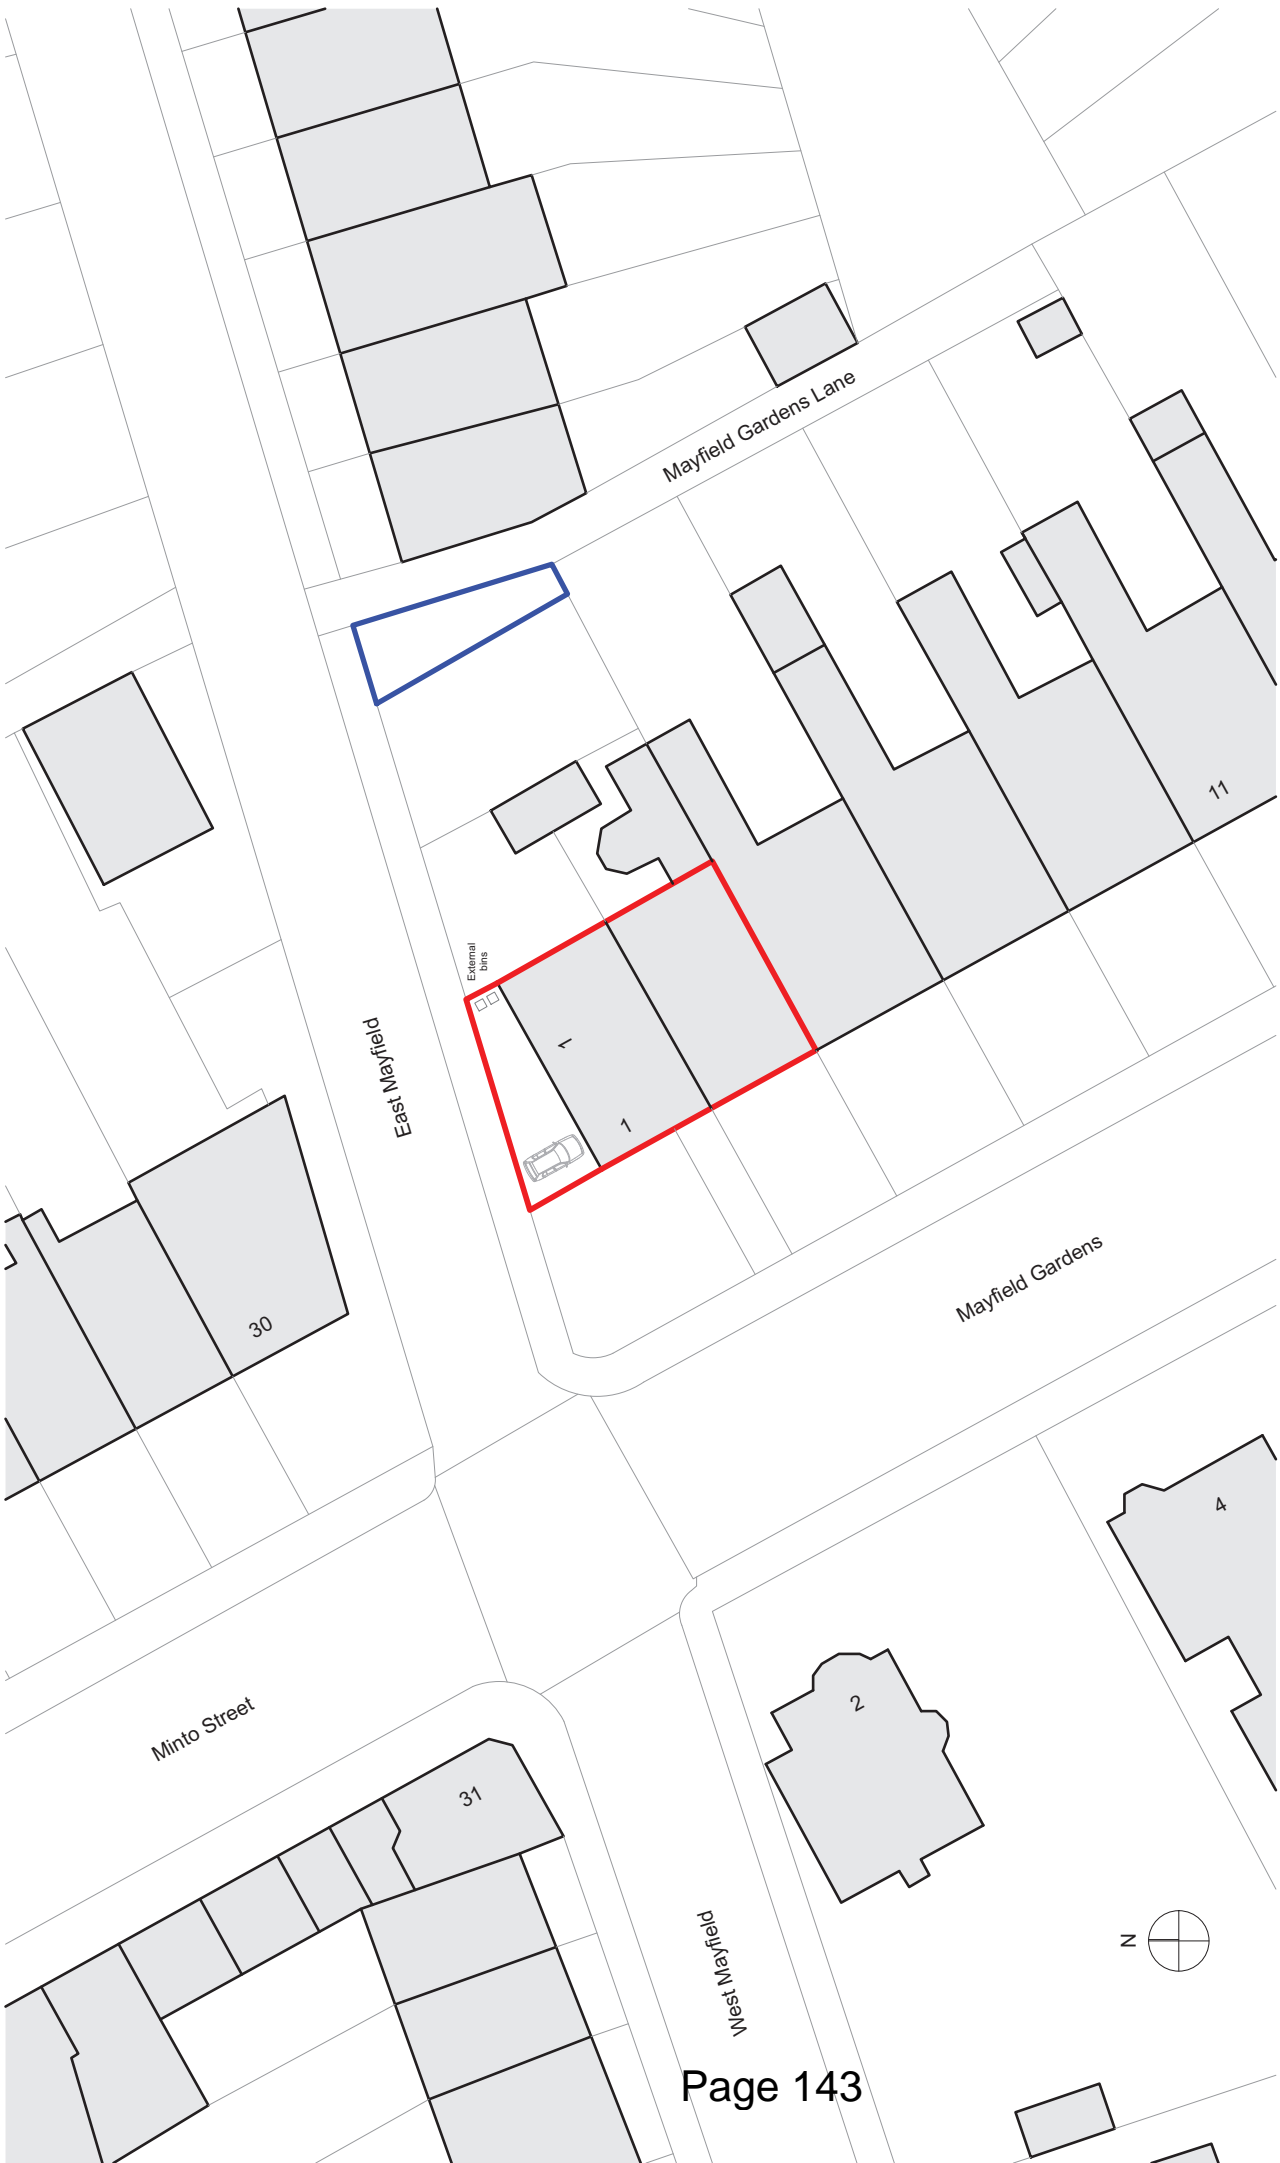 Mayfield Gardens Lane
11
External
bins
1
East Mayfield
1
Mayfield Gardens
30
4
2
Minto Street
31
West Mayfield
N
Page 143